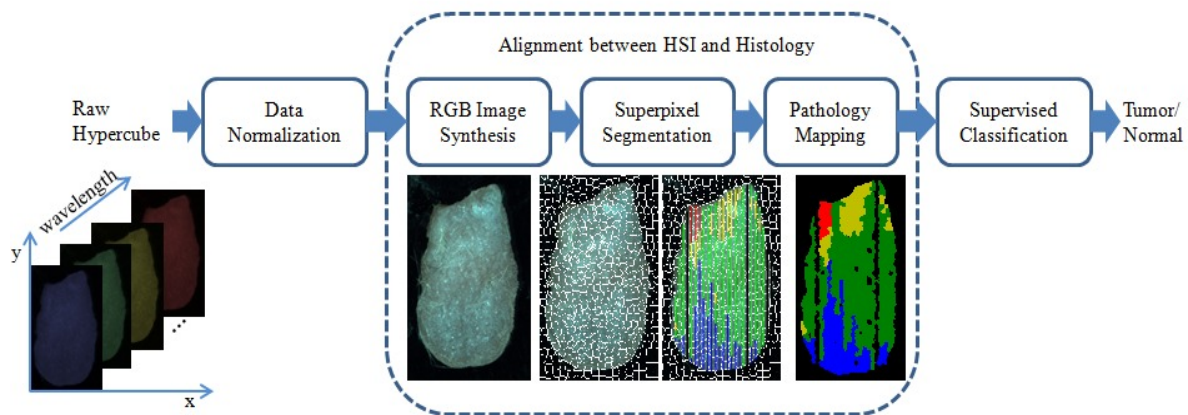 Alignment between HSI and Histology
Raw
Hypercube
Data
Normalization
RGB Image
Synthesis
Superpixel
Segmentation
Pathology
Mapping
Supervised
Classification
Tumor/
Normal
wavelength
y
...
x